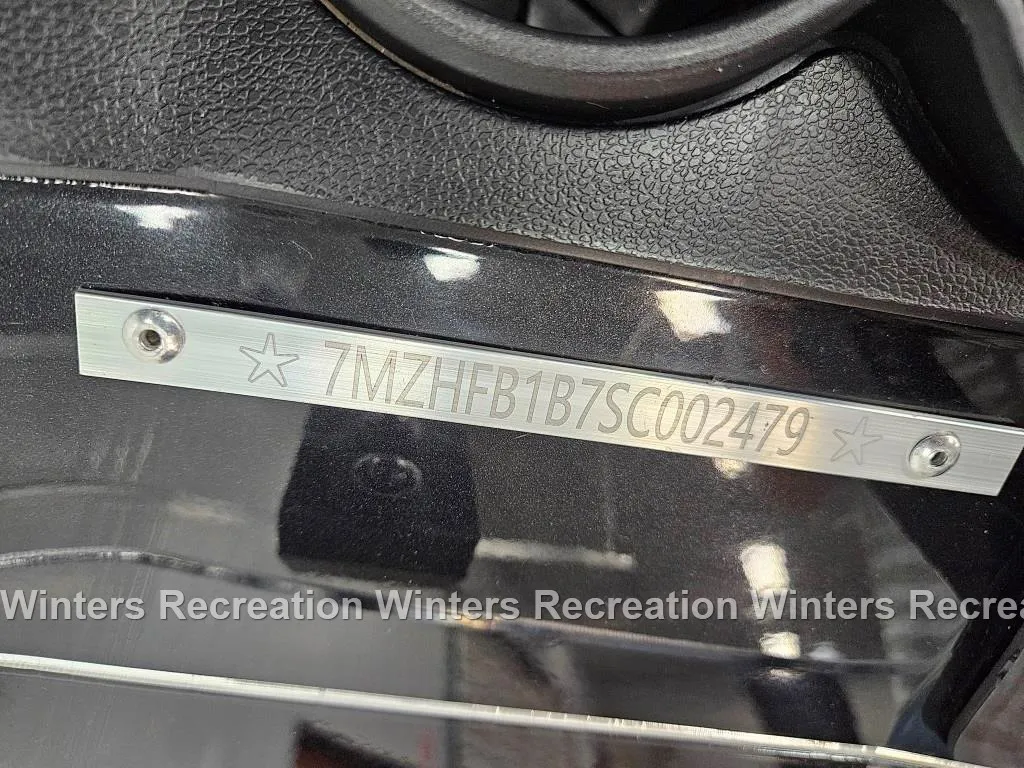 ☆ 7MZHFB1B7SC002479 ☆
Winters Recreation Winters Recreation Winters Recrea